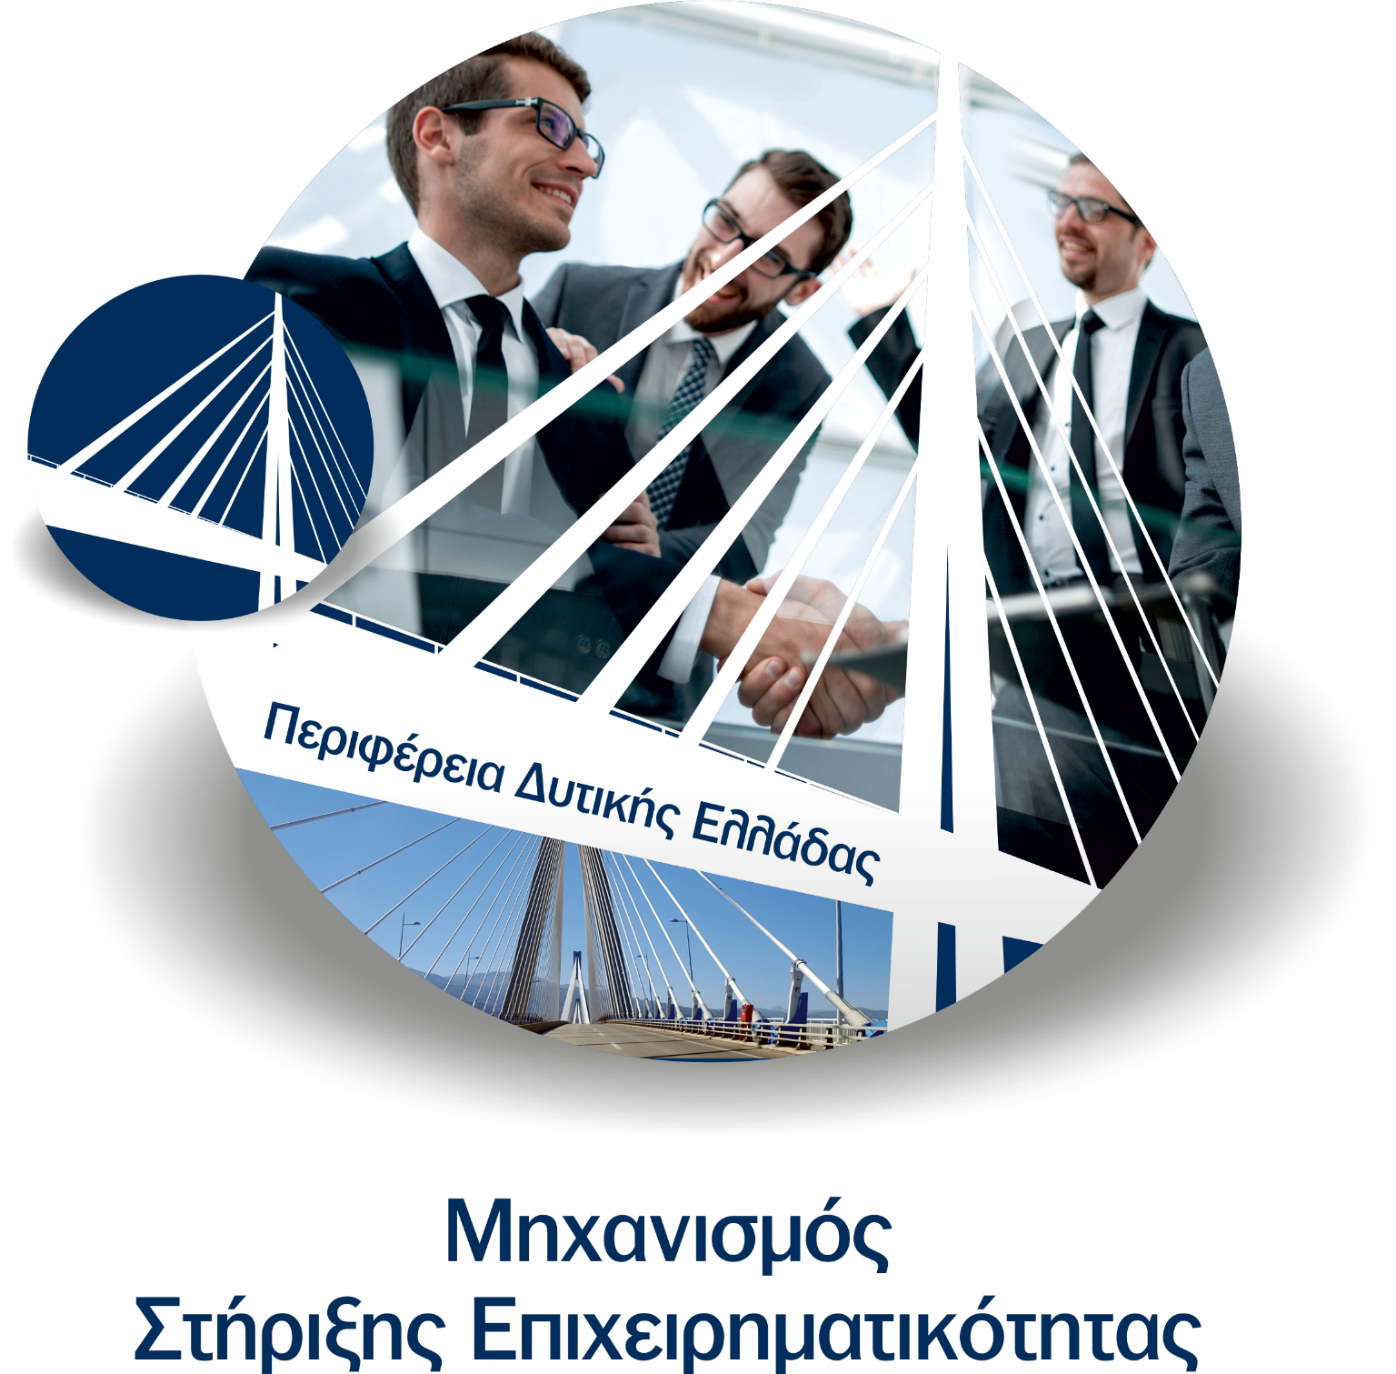 Περιφέρεια Δυτικής Ελλάδας
Μηχανισμός
Στήριξης Επιχειρηματικότητας